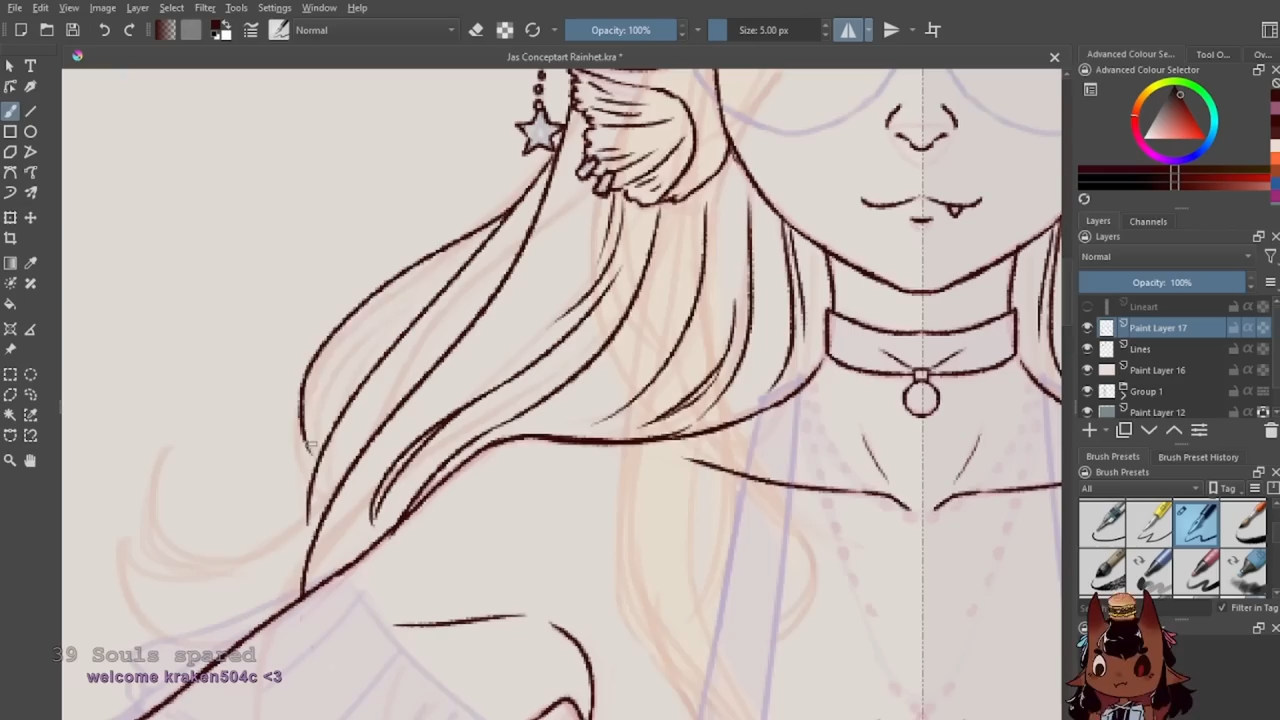 File Edit View Image Layer Select Filter Tools Settings Window Help
Normal
Opacity: 100%
Size: 5.00 px
Jas Conceptart Rainhet.kra *
Advanced Colour Se...
Tool O...
Ov...
Advanced Colour Selector
Layers
Channels
Layers
Normal
Opacity: 100%
Lineart
Paint Layer 17
Lines
Paint Layer 16
Group 1
Paint Layer 12
Brush Presets
Brush Preset History
Brush Presets
All
Tag
Filter in Tag
39 Souls spared
welcome kraken504c <3